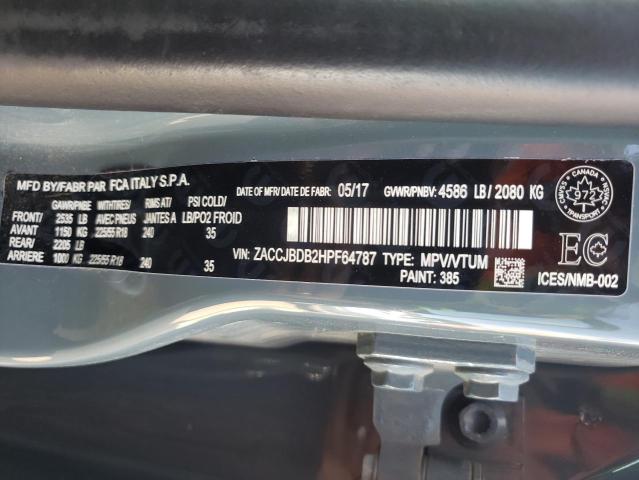 MFD BY/FABR PAR FCA ITALY S.P.A.
DATE OF MFR/DATE DE FABR: 05/17 GVWR/PNBV: 4586 LB/ 2080 KG
GAWR/PNBE WITH TIRES/ RIMS AT/ PSI COLD/
FRONT/ 2535 LB AVEC PNEUS JANTES A LB/PO2 FROID
AVANT 1150 KG 225/55 R18 240 35
REAR/ 2205 LB
ARRIERE 1000 KG 225/55 R18 240 35
VIN: ZACCJBDB2HPF64787 TYPE: MPV/VTUM
PAINT: 385
CANADA
972
TRANSPORT
EC
ICES/NMB-002